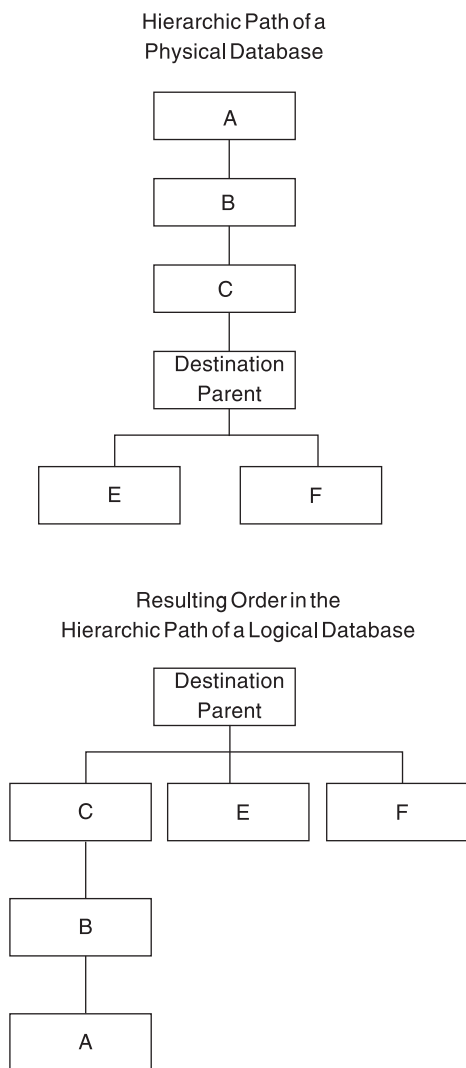 Hierarchic Path of a
Physical Database
A
B
C
Destination
Parent
E
F
Resulting Order in the
Hierarchic Path of a Logical Database
Destination
Parent
C
E
F
B
A